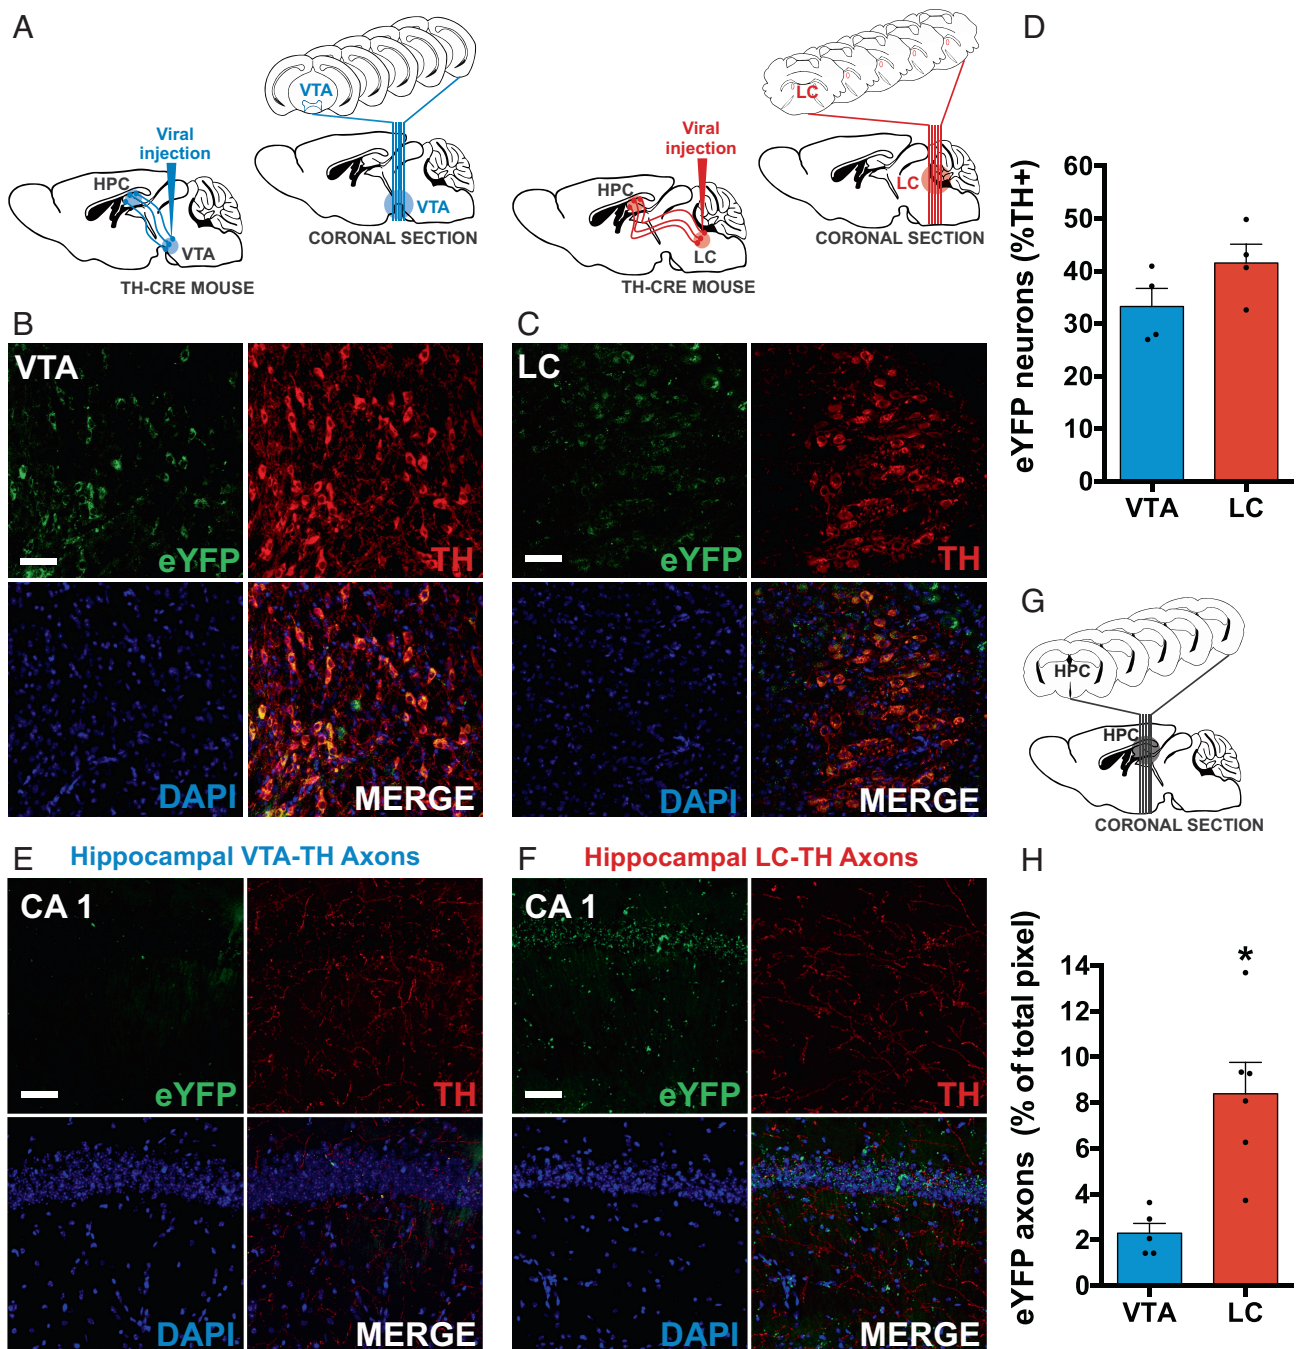 A
VTA
Viral
injection
HPC
VTA
VTA
CORONAL SECTION
TH-CRE MOUSE
LC
Viral
injection
HPC
LC
LC
CORONAL SECTION
TH-CRE MOUSE
D
eYFP neurons (%TH+)
60
50
40
30
20
10
0
VTA
LC
B
VTA
eYFP
TH
DAPI
MERGE
C
LC
eYFP
TH
DAPI
MERGE
G
HPC
HPC
CORONAL SECTION
E
Hippocampal VTA-TH Axons
CA 1
eYFP
TH
DAPI
MERGE
F
Hippocampal LC-TH Axons
CA 1
eYFP
TH
DAPI
MERGE
H
eYFP axons (% of total pixel)
14
12
10
8
6
4
2
0
*
VTA
LC